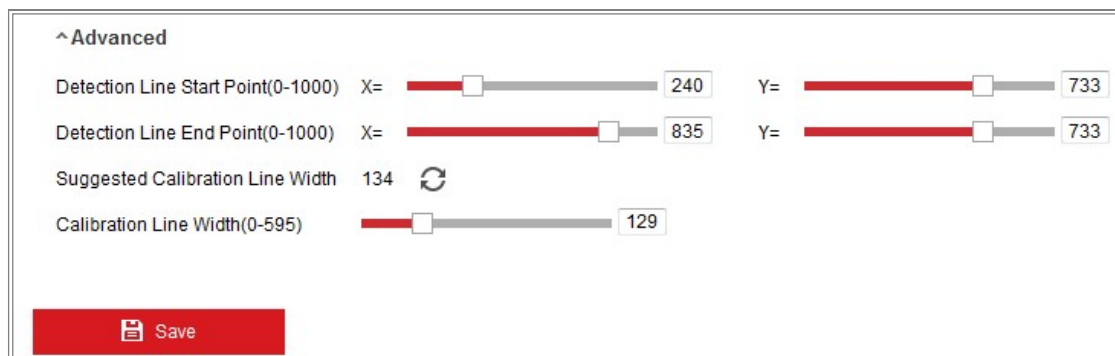 ^Advanced
Detection Line Start Point(0-1000) X= 240 Y= 733
Detection Line End Point(0-1000) X= 835 Y= 733
Suggested Calibration Line Width 134
Calibration Line Width(0-595) 129
Save